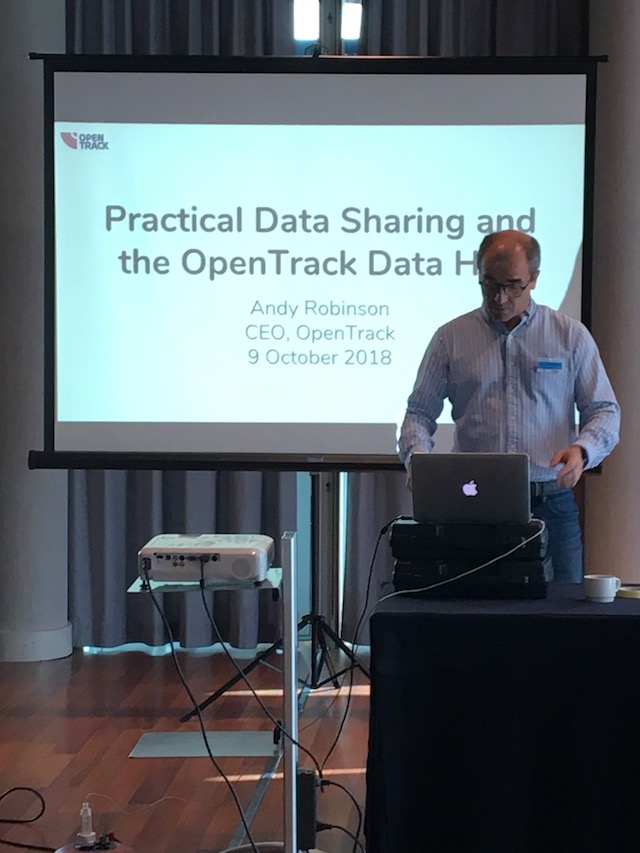 OPEN
TRACK
Practical Data Sharing and
the OpenTrack Data H
Andy Robinson
CEO, OpenTrack
9 October 2018